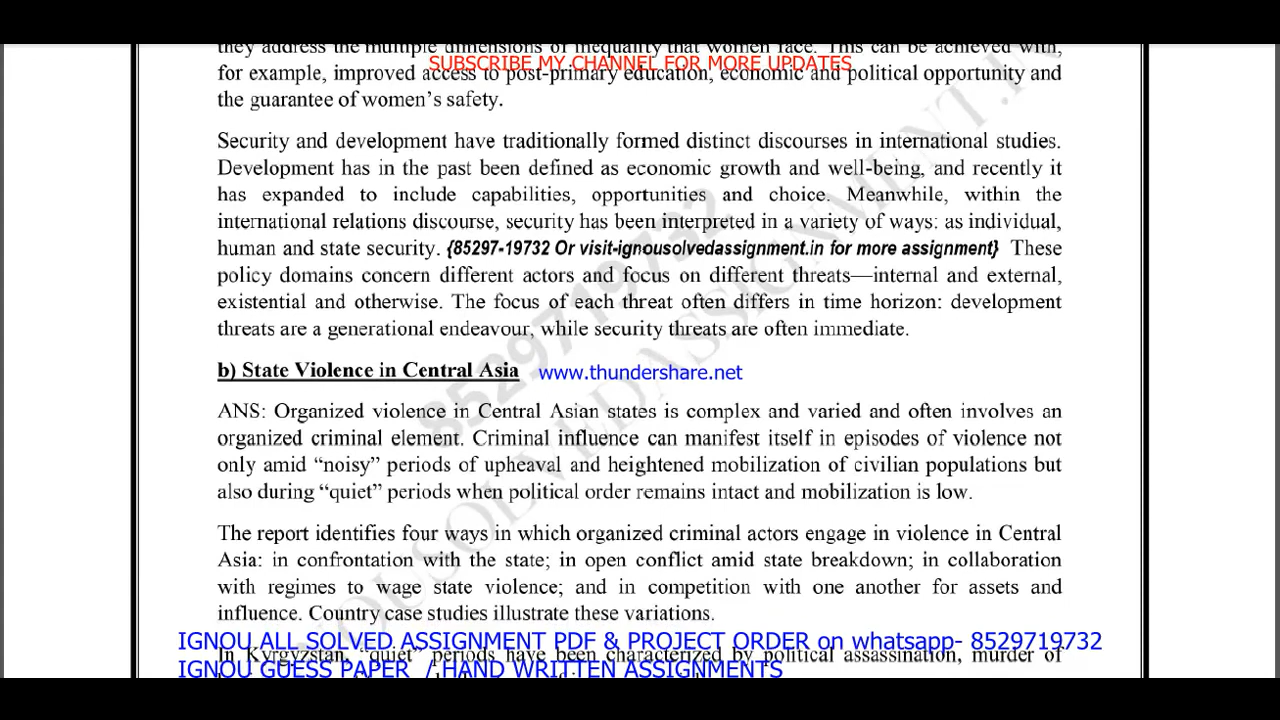 they address the multiple dimensions of inequality that women face. This can be achieved with,
SUBSCRIBE MY CHANNEL FOR MORE UPDATES
for example, improved access to post-primary education, economic and political opportunity and
the guarantee of women's safety.
Security and development have traditionally formed distinct discourses in international studies.
Development has in the past been defined as economic growth and well-being, and recently it
has expanded to include capabilities, opportunities and choice. Meanwhile, within the
international relations discourse, security has been interpreted in a variety of ways: as individual,
human and state security. {85297-19732 Or visit-ignousolvedassignment.in for more assignment} These
policy domains concern different actors and focus on different threats—internal and external,
existential and otherwise. The focus of each threat often differs in time horizon: development
threats are a generational endeavour, while security threats are often immediate.
b) State Violence in Central Asia www.thundershare.net
ANS: Organized violence in Central Asian states is complex and varied and often involves an
organized criminal element. Criminal influence can manifest itself in episodes of violence not
only amid “noisy” periods of upheaval and heightened mobilization of civilian populations but
also during “quiet” periods when political order remains intact and mobilization is low.
The report identifies four ways in which organized criminal actors engage in violence in Central
Asia: in confrontation with the state; in open conflict amid state breakdown; in collaboration
with regimes to wage state violence; and in competition with one another for assets and
influence. Country case studies illustrate these variations.
IGNOU ALL SOLVED ASSIGNMENT PDF & PROJECT ORDER on whatsapp- 8529719732
In Kyrgyzstan, “quiet” periods have been characterized by political assassination, murder of
IGNOU GUESS PAPER / HAND WRITTEN ASSIGNMENTS
8529719732
IGNOUSOLVEDASSIGNMENT.IN